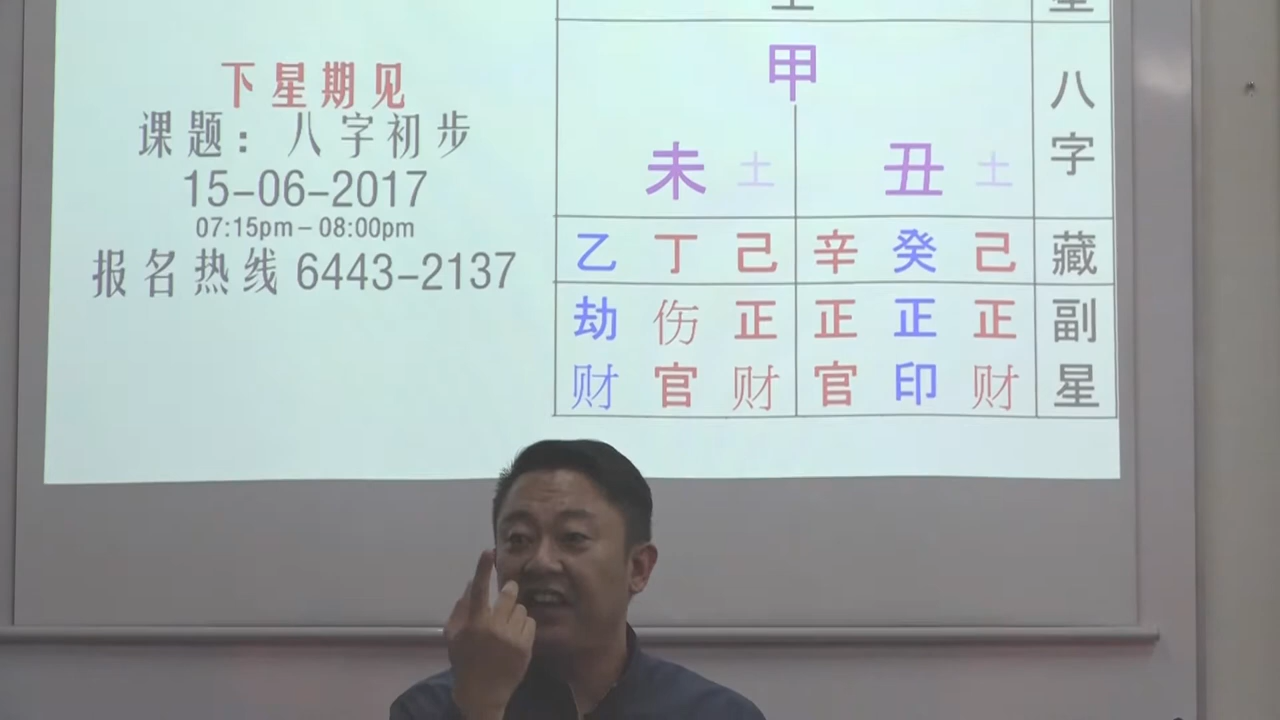 下星期见
课题：八字初步
15-06-2017
07:15pm – 08:00pm
报名热线 6443-2137
甲
未 土 丑 土
八字
乙 丁 己 辛 癸 己 藏
劫财 伤官 正财 正官 正印 正财 副星